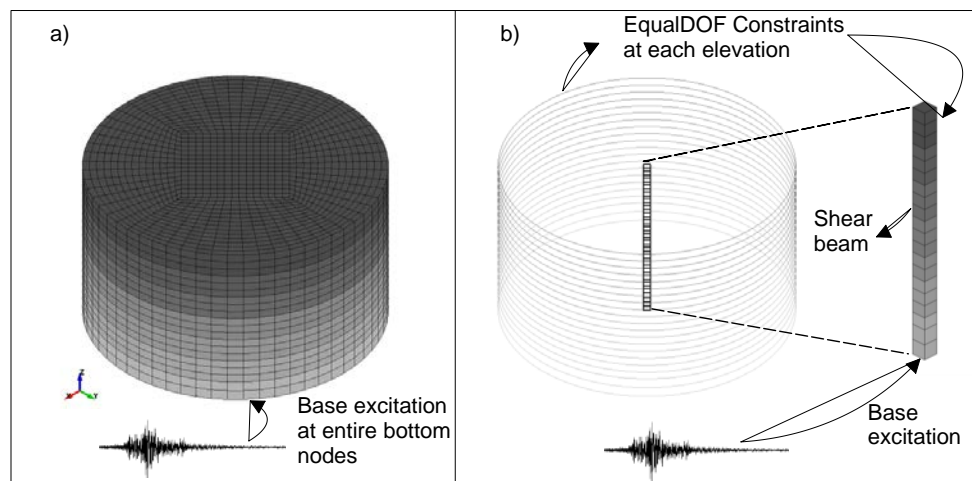 a)
Base excitation
at entire bottom
nodes
Z
X
Y
b)
EqualDOF Constraints
at each elevation
Shear
beam
Base
excitation